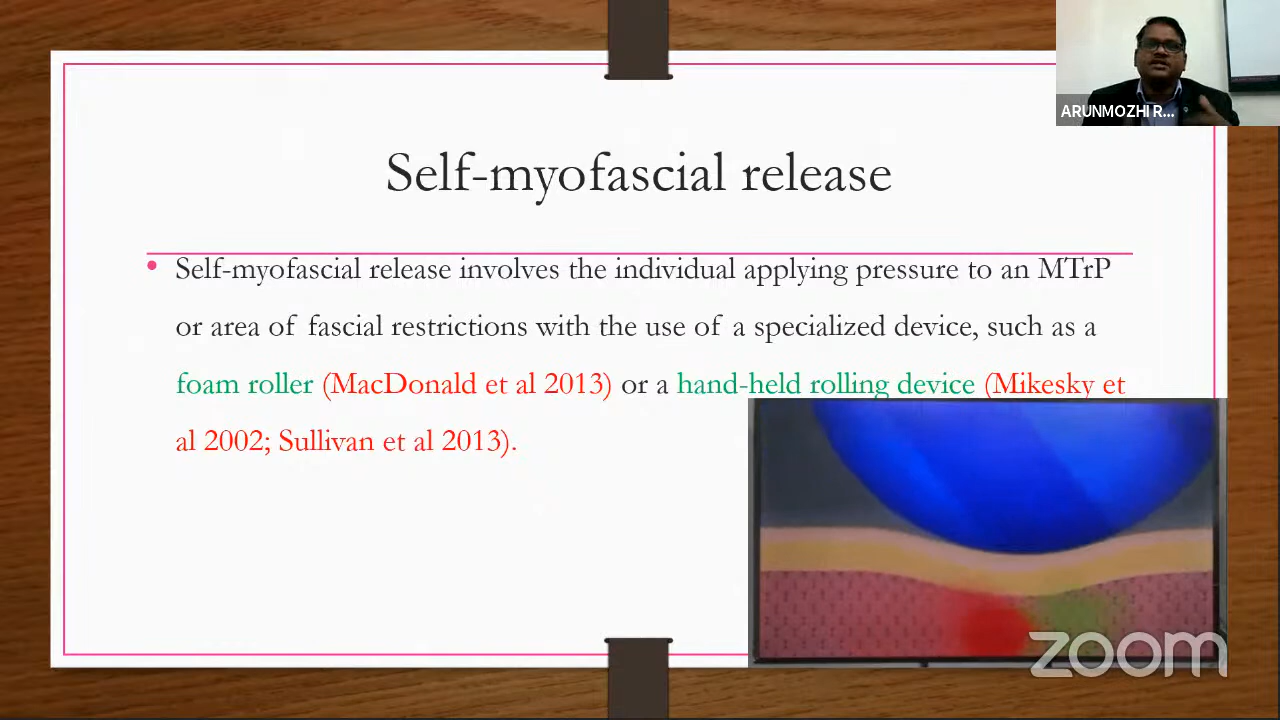 ARUNMOZHI R...
Self-myofascial release
• Self-myofascial release involves the individual applying pressure to an MTrP
or area of fascial restrictions with the use of a specialized device, such as a
foam roller (MacDonald et al 2013) or a hand-held rolling device (Mikesky et
al 2002; Sullivan et al 2013).
zoom